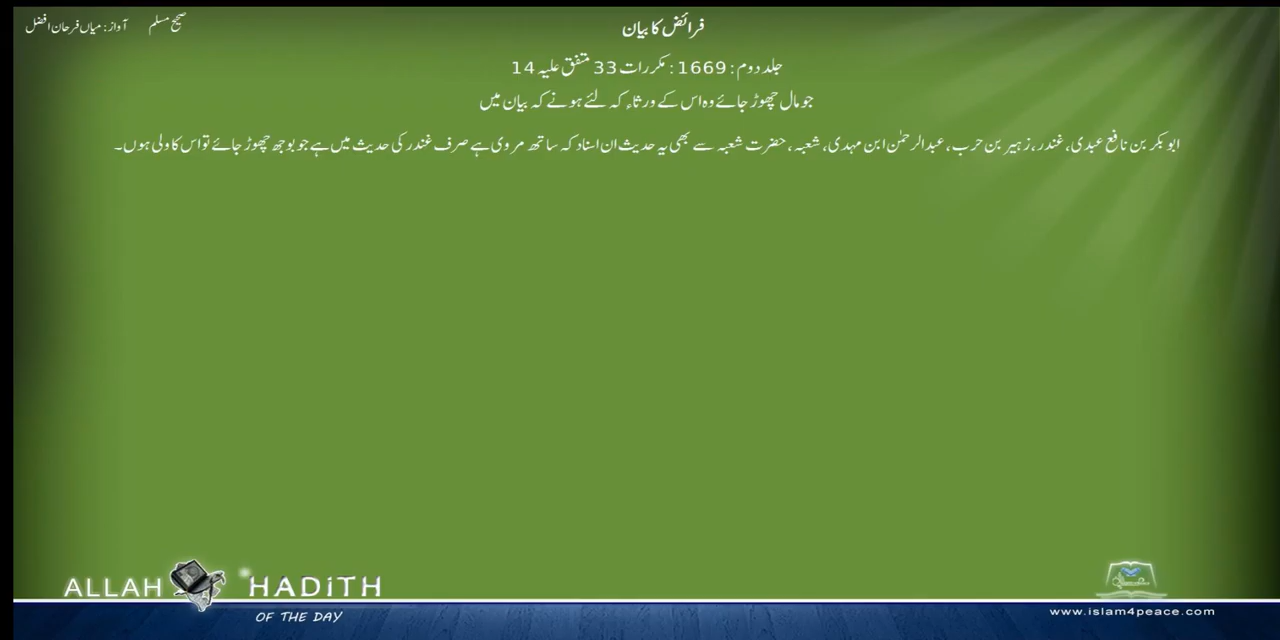 صحیح مسلم آواز: میاں فرحان افضل
فرائض کا بیان
جلد دوم : 1669 : مکررات 33 متفق علیہ 14
جو مال چھوڑ جائے وہ اس کے ورثاء کہ لئے ہونے کہ بیان میں
ابوبکر بن نافع عبدی، غندر، زہیر بن حرب، عبدالرحمٰن ابن مہدی، شعبہ، حضرت شعبہ سے بھی یہ حدیث ان اسناد کہ ساتھ مروی ہے صرف غندر کی حدیث میں ہے جو بوجھ چھوڑ جائے تو اس کا ولی ہوں۔
ALLAH HADITH
OF THE DAY
www.islam4peace.com